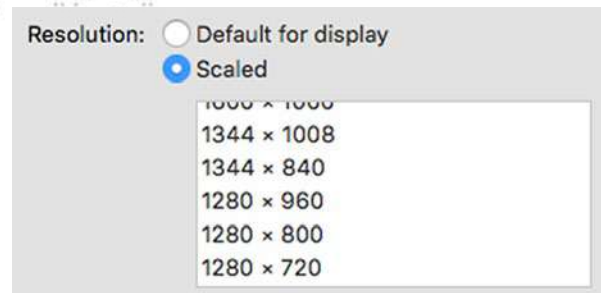 Resolution: Default for display
Scaled
1344 × 1008
1344 × 840
1280 × 960
1280 × 800
1280 × 720